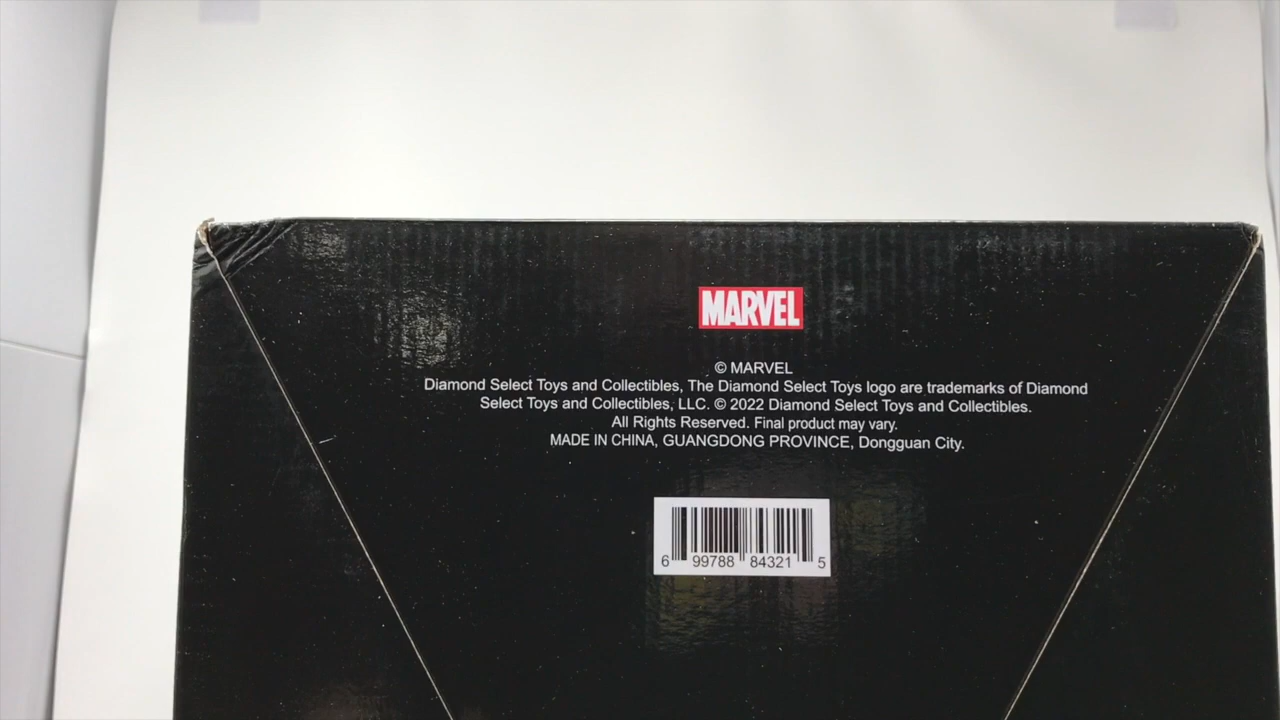 MARVEL
© MARVEL
Diamond Select Toys and Collectibles, The Diamond Select Toys logo are trademarks of Diamond
Select Toys and Collectibles, LLC. © 2022 Diamond Select Toys and Collectibles.
All Rights Reserved. Final product may vary.
MADE IN CHINA, GUANGDONG PROVINCE, Dongguan City.
6 99788 84321 5